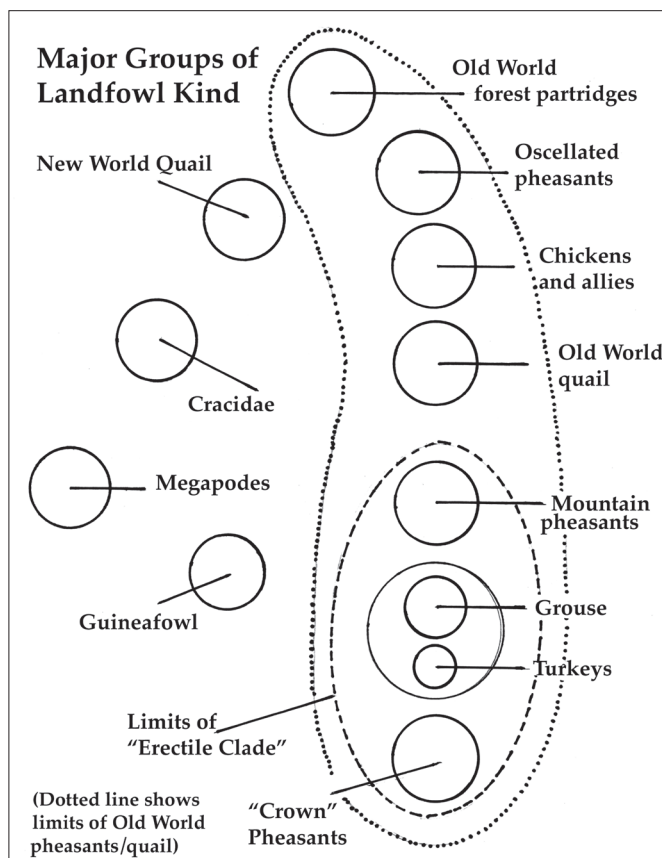 Major Groups of
Landfowl Kind
Old World
forest partridges
New World Quail
Oscellated
pheasants
Chickens
and allies
Old World
quail
Cracidae
Megapodes
Mountain
pheasants
Guineafowl
Grouse
Turkeys
Limits of
“Erectile Clade”
(Dotted line shows
limits of Old World
pheasants/quail)
“Crown”
Pheasants